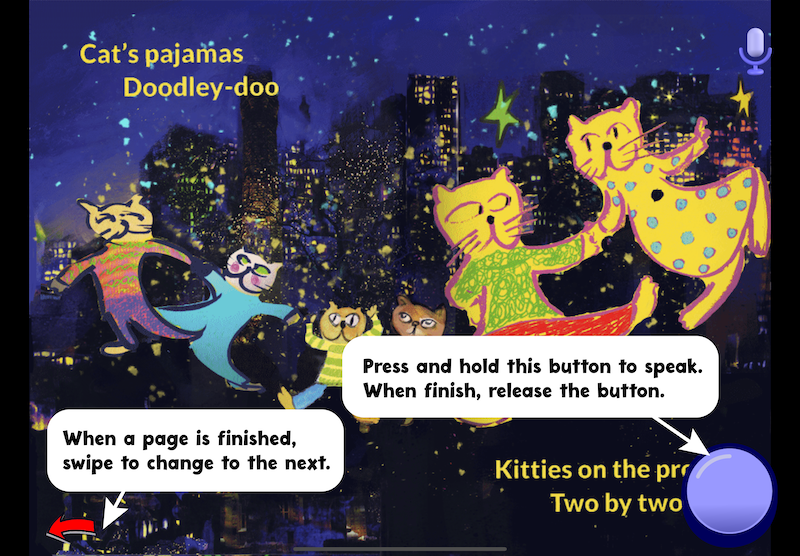 Cat's pajamas
Doodley-doo
Press and hold this button to speak.
When finish, release the button.
When a page is finished,
swipe to change to the next.
Kitties on the
Two by two